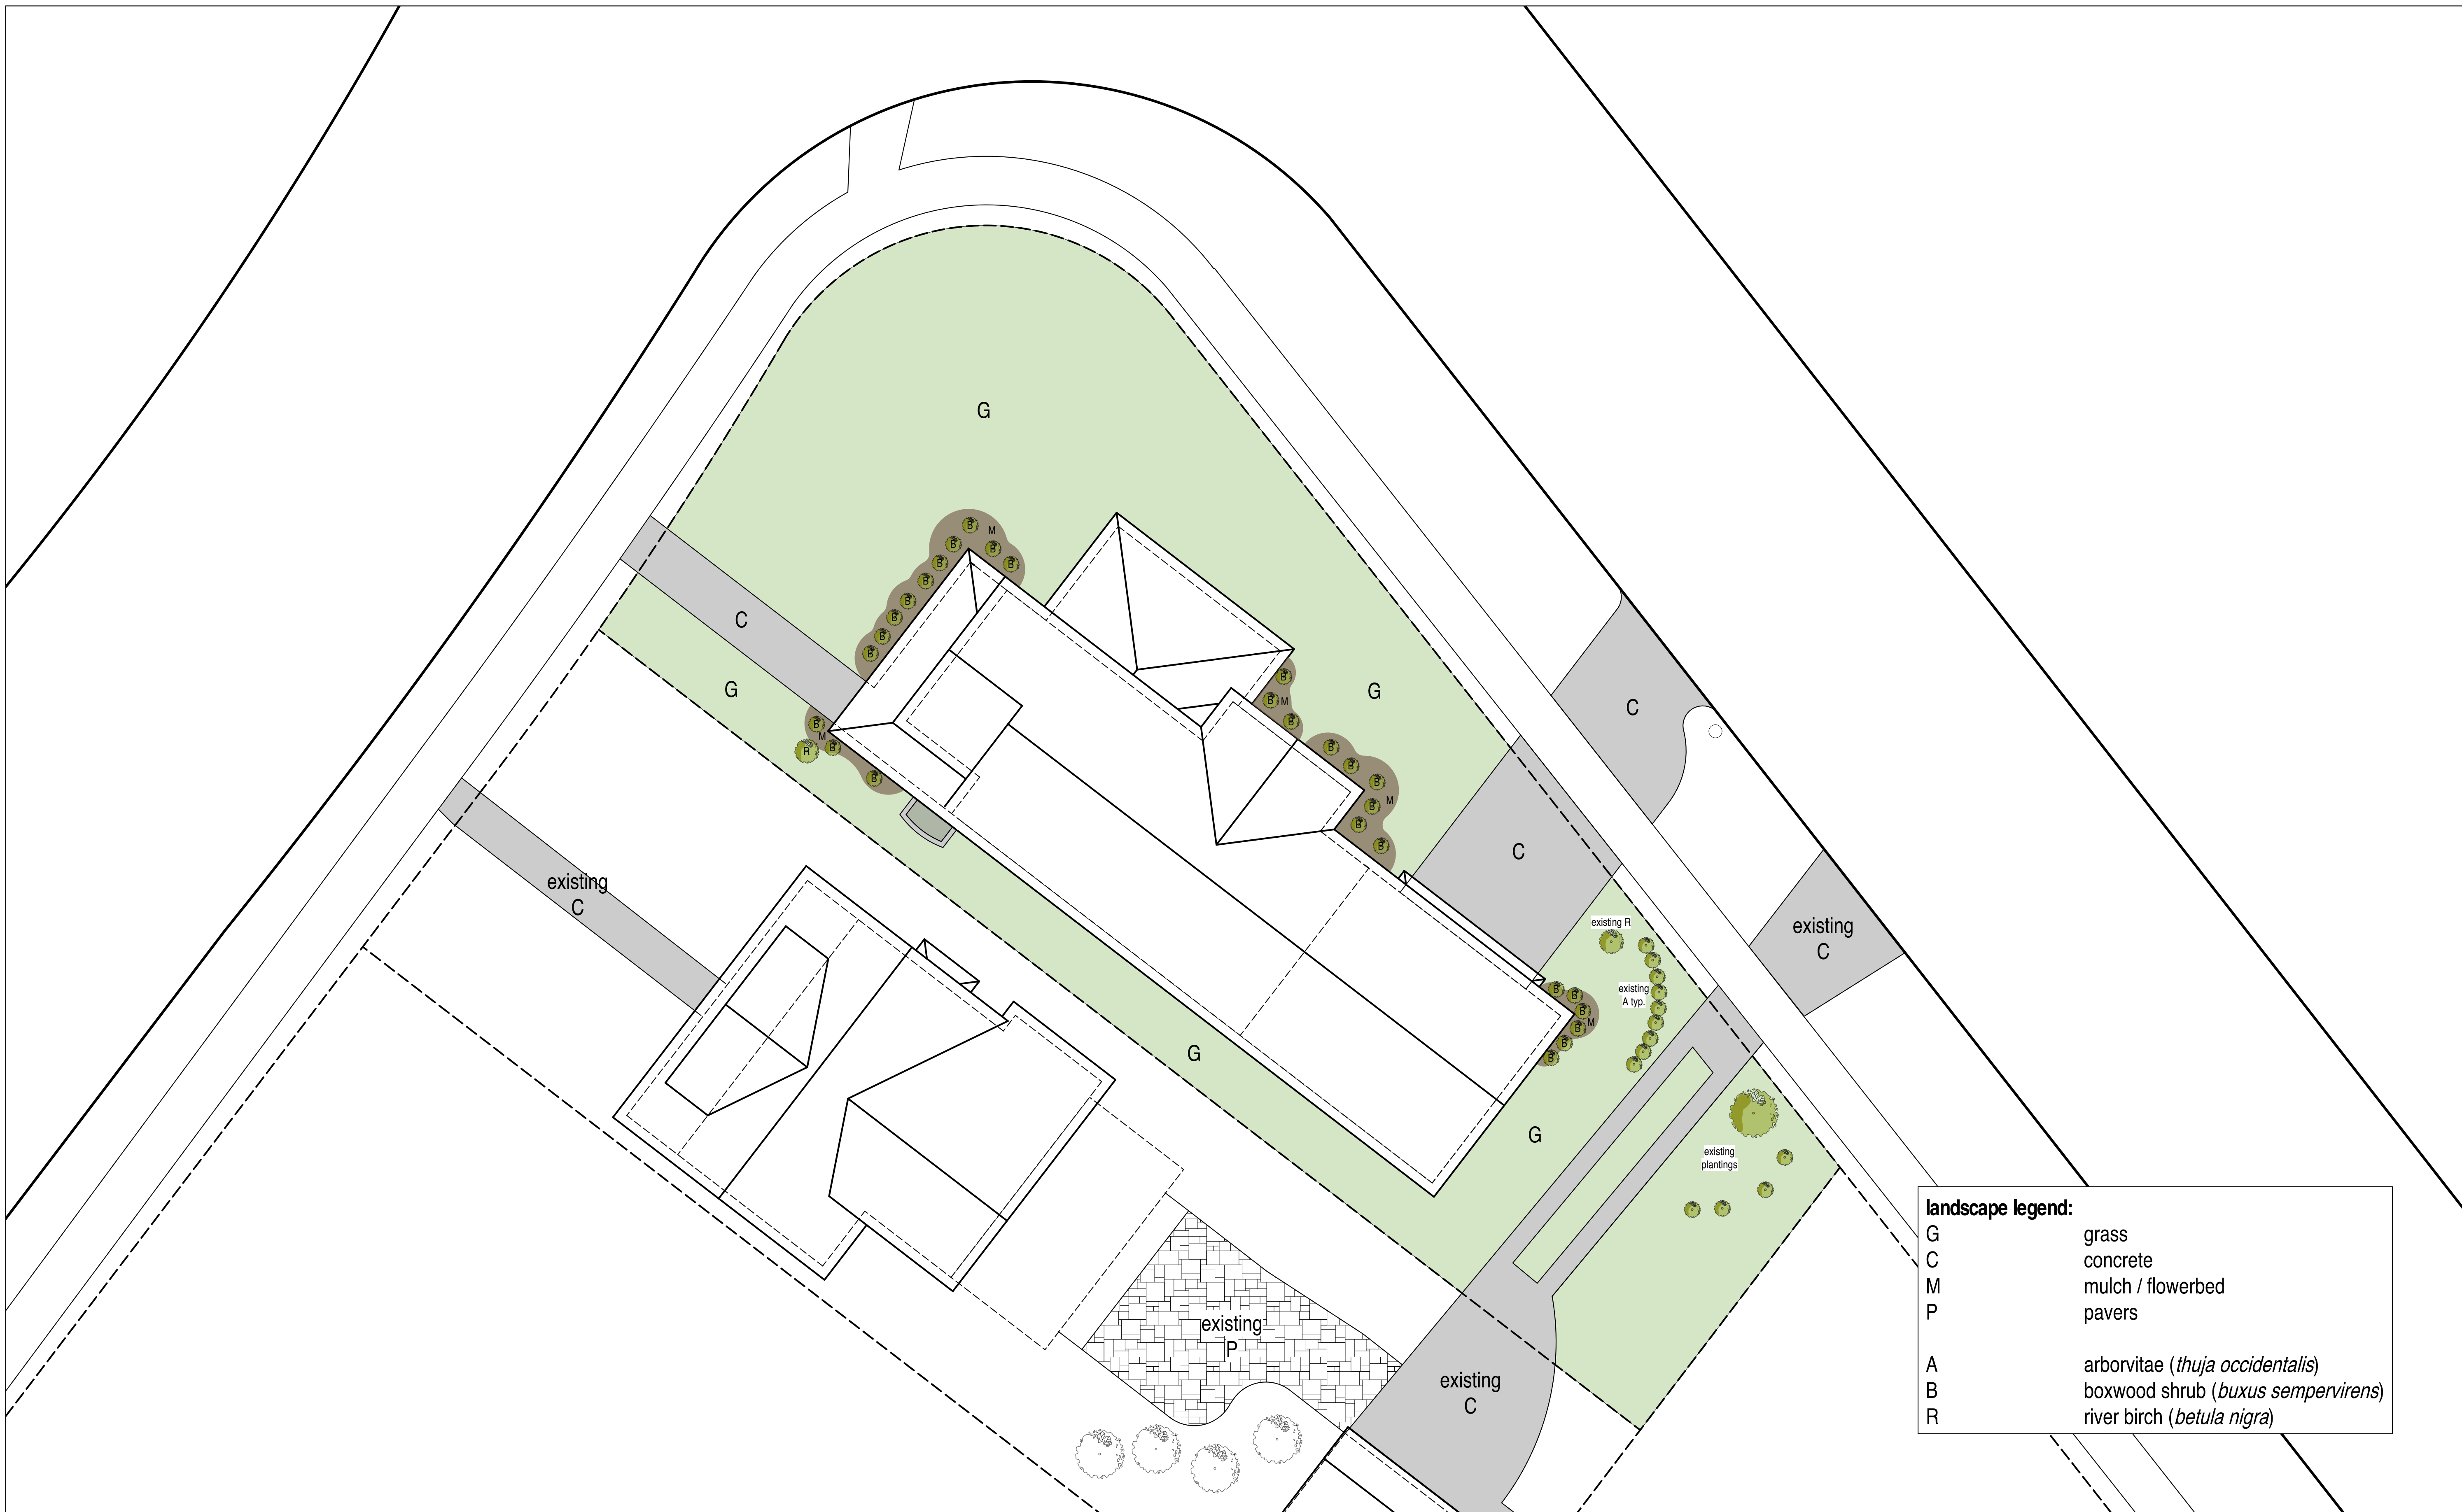 G
B
M
B
B
B
B
B
B
B
B
B
C
B
G
G
B
M
B
C
B
M
R
B
B
B
B
B
M
B
B
B
C
existing
C
existing R
existing
C
existing
A typ.
B
B
B
M
B
B
B
G
G
existing
plantings
existing
P
existing
C
landscape legend:
G grass
C concrete
M mulch / flowerbed
P pavers
A arborvitae (thuja occidentalis)
B boxwood shrub (buxus sempervirens)
R river birch (betula nigra)